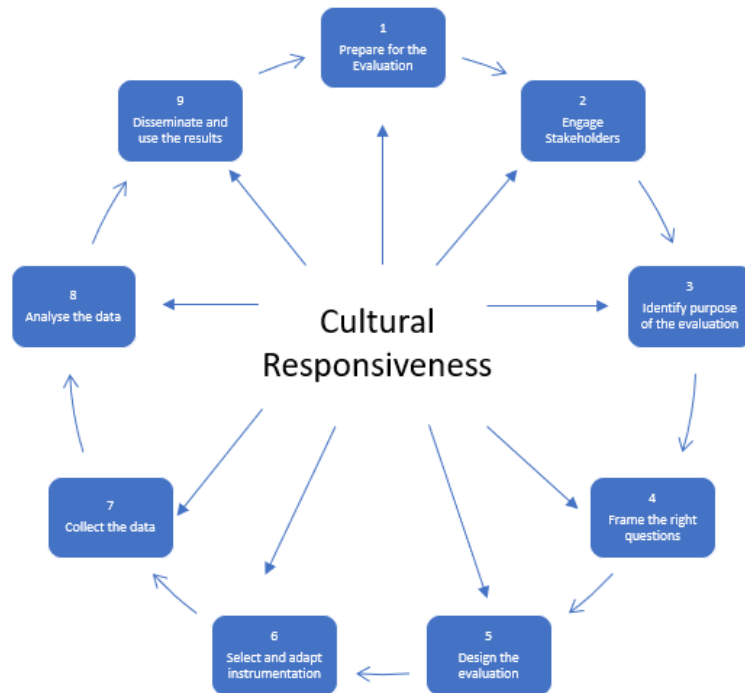 1
Prepare for the
Evaluation
2
Engage
Stakeholders
3
Identify purpose
of the evaluation
4
Frame the right
questions
5
Design the
evaluation
6
Select and adapt
instrumentation
7
Collect the data
8
Analyse the data
9
Disseminate and
use the results
Cultural
Responsiveness